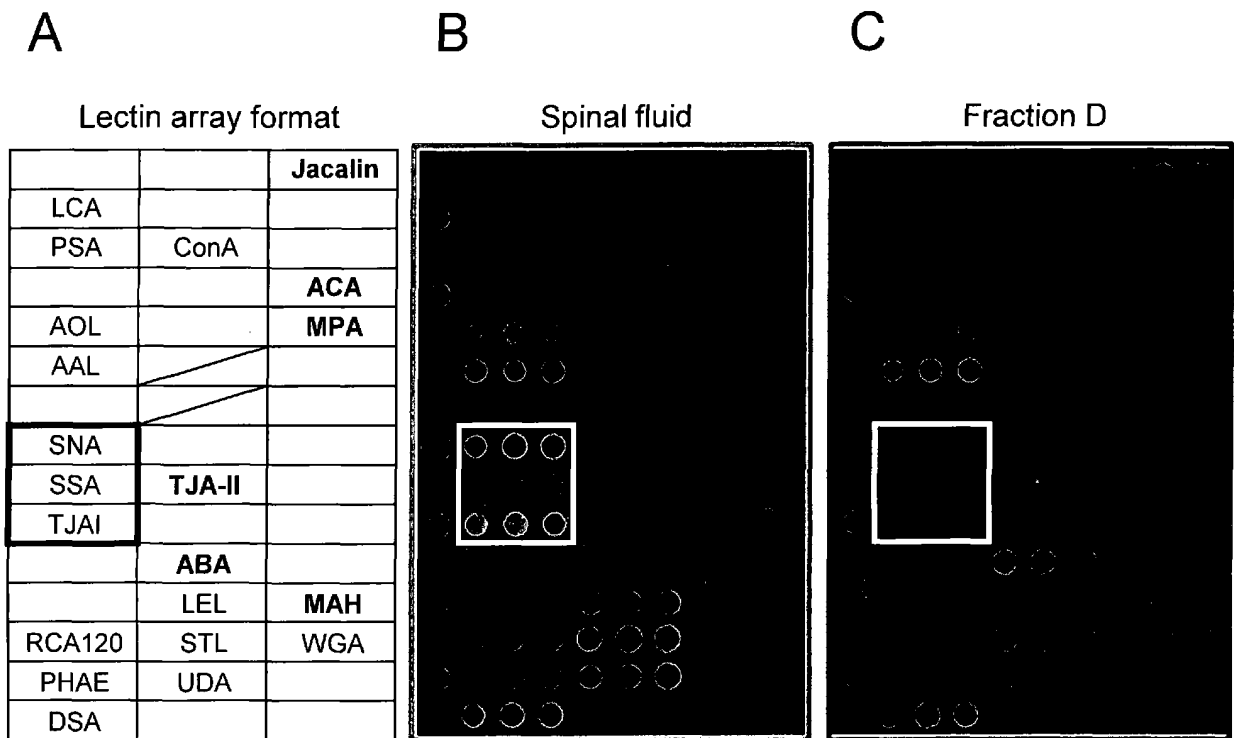 A B C
Lectin array format Spinal fluid Fraction D
Jacalin
LCA
PSA ConA
ACA
AOL MPA
AAL
SNA
SSA TJA-II
TJAI
ABA
LEL MAH
RCA120 STL WGA
PHAE UDA
DSA